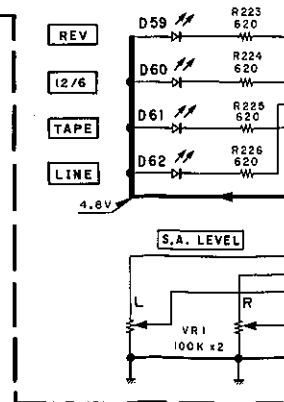 REV D59 R223
620
12/6 D60 R224
620
TAPE D61 R225
620
LINE D62 R226
620
4.8V
S.A. LEVEL
L R
VR1
100K x2